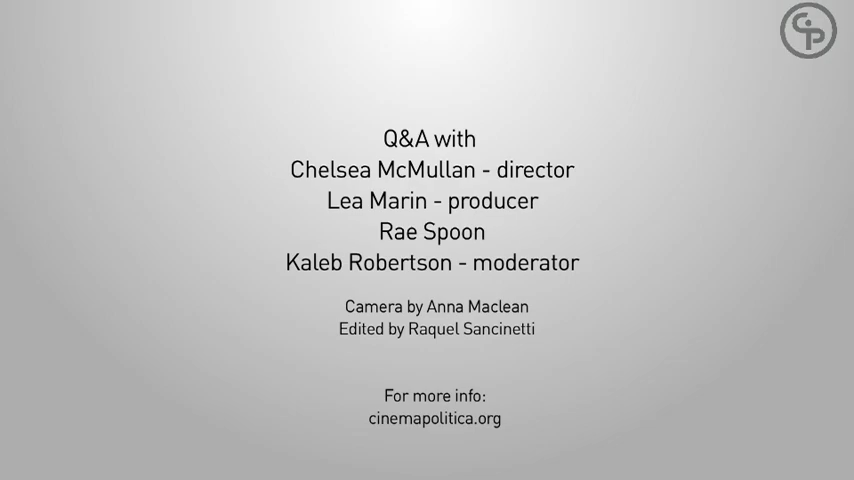 CP
Q&A with
Chelsea McMullan - director
Lea Marin - producer
Rae Spoon
Kaleb Robertson - moderator
Camera by Anna Maclean
Edited by Raquel Sancinetti
For more info:
cinemapolitica.org